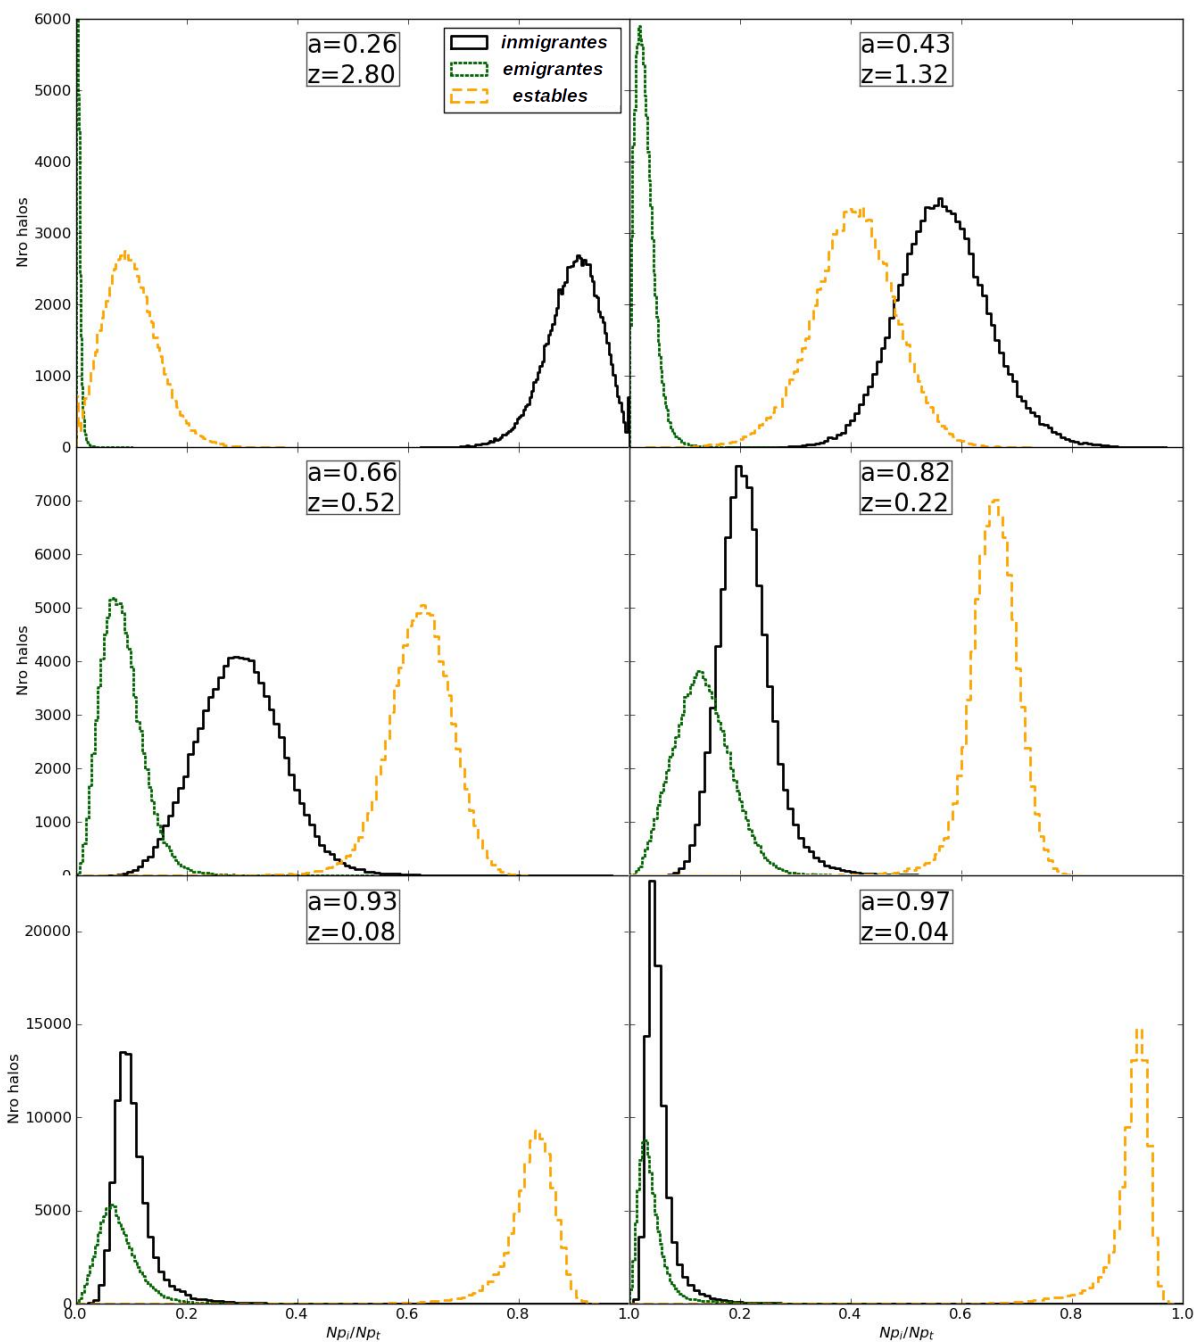 a=0.26
z=2.80
inmigrantes
emigrantes
estables
a=0.43
z=1.32
6000
5000
4000
3000
2000
1000
0
Nro halos
a=0.66
z=0.52
a=0.82
z=0.22
7000
6000
5000
4000
3000
2000
1000
0
Nro halos
a=0.93
z=0.08
a=0.97
z=0.04
20000
15000
10000
5000
0
Nro halos
0.0 0.2 0.4 0.6 0.8 1.0 0.2 0.4 0.6 0.8 1.0
Npi/Npt Npi/Npt